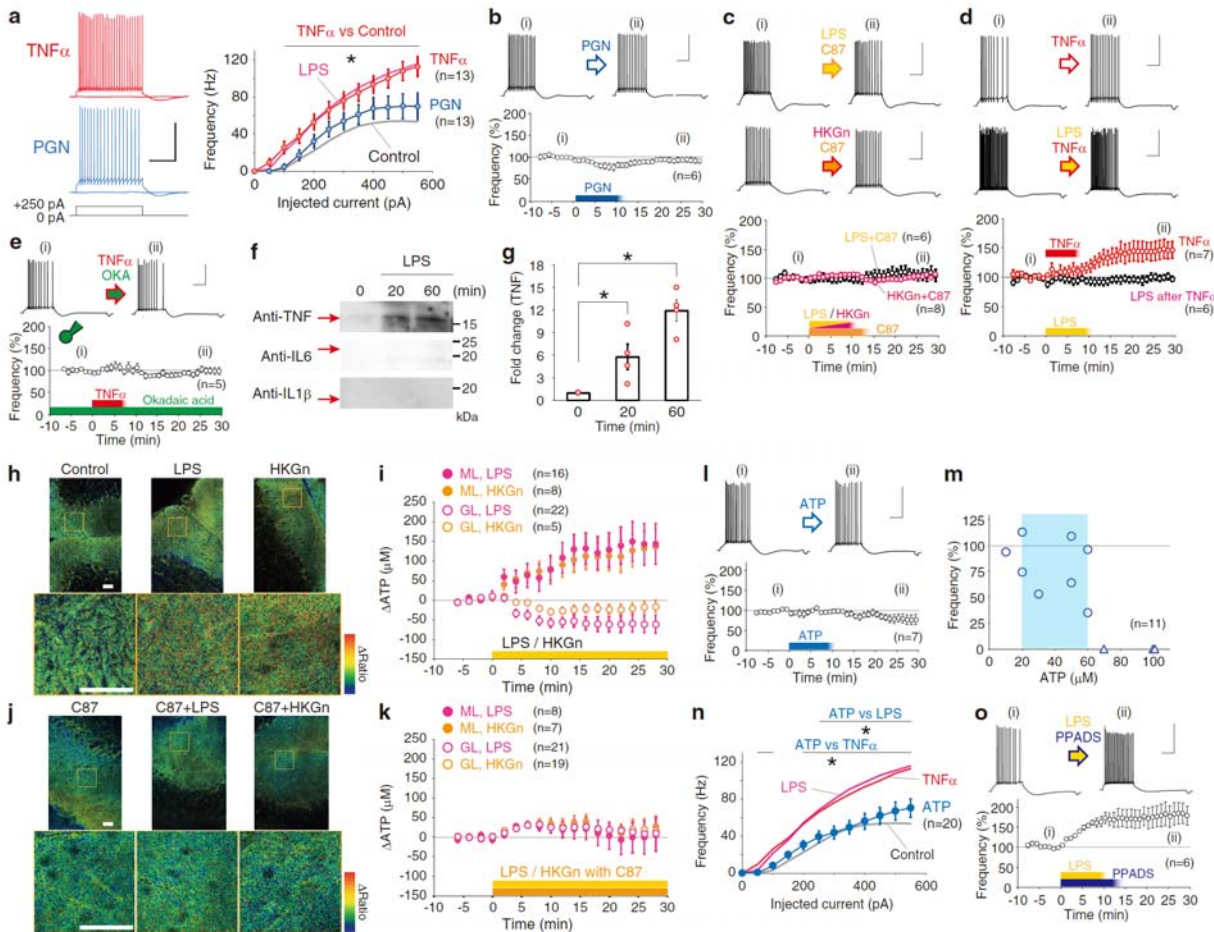 a
TNFα
PGN
+250 pA
0 pA
TNFα vs Control
*
LPS
TNFα
(n=13)
PGN
(n=13)
Control
Frequency (Hz)
120
80
40
0
0 200 400 600
Injected current (pA)
b
(i) (ii)
PGN
Frequency (%)
200
150
100
50
0
(i) (ii)
(n=6)
PGN
-10 -5 0 5 10 15 20 25 30
Time (min)
c
(i) (ii)
LPS
C87
HKGn
C87
Frequency (%)
200
150
100
50
0
LPS+C87 (n=6)
(i) (ii)
HKGn+C87
(n=8)
LPS / HKGn
C87
-10 -5 0 5 10 15 20 25 30
Time (min)
d
(i) (ii)
TNFα
LPS
TNFα
Frequency (%)
200
150
100
50
0
(i) (ii)
TNFα
TNFα
(n=7)
LPS after TNFα
(n=6)
LPS
-10 -5 0 5 10 15 20 25 30
Time (min)
e
(i) (ii)
TNFα
OKA
Frequency (%)
200
150
100
50
0
(i) (ii)
(n=5)
TNFα
Okadaic acid
-10 -5 0 5 10 15 20 25 30
Time (min)
f
LPS
0 20 60 (min)
Anti-TNF
15
Anti-IL6
25
20
Anti-IL1β
20
kDa
g
Fold change (TNF)
18
15
12
9
6
3
0
*
*
0 20 60
Time (min)
h
Control LPS HKGn
ΔRatio
i
ML, LPS (n=16)
ML, HKGn (n=8)
GL, LPS (n=22)
GL, HKGn (n=5)
ΔATP (μM)
250
200
150
100
50
0
-50
-100
-150
LPS / HKGn
-10 -5 0 5 10 15 20 25 30
Time (min)
j
C87 C87+LPS C87+HKGn
ΔRatio
k
ML, LPS (n=8)
ML, HKGn (n=7)
GL, LPS (n=21)
GL, HKGn (n=19)
ΔATP (μM)
250
200
150
100
50
0
-50
-100
-150
LPS / HKGn with C87
-10 -5 0 5 10 15 20 25 30
Time (min)
l
(i) (ii)
ATP
Frequency (%)
200
150
100
50
0
(i) (ii)
(n=7)
ATP
-10 -5 0 5 10 15 20 25 30
Time (min)
m
Frequency (%)
125
100
75
50
25
0
(n=11)
0 20 40 60 80 100
ATP (μM)
n
ATP vs LPS
*
ATP vs TNFα
*
LPS
TNFα
ATP
(n=20)
Control
Frequency (Hz)
120
80
40
0
0 200 400 600
Injected current (pA)
o
(i) (ii)
LPS
PPADS
Frequency (%)
200
150
100
50
0
(i) (ii)
(n=6)
LPS
PPADS
-10 -5 0 5 10 15 20 25 30
Time (min)